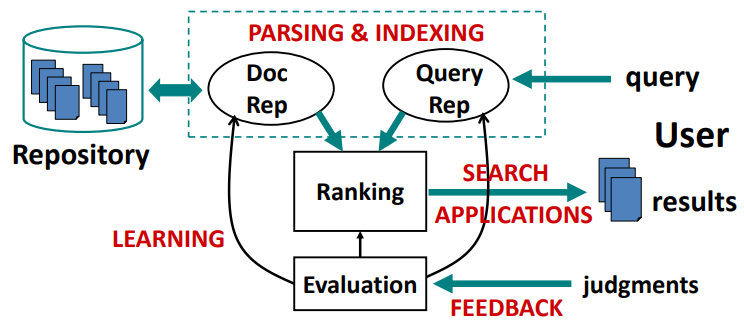 PARSING & INDEXING
Doc
Rep
Query
Rep
query
Repository
User
Ranking
SEARCH
APPLICATIONS
results
LEARNING
Evaluation
judgments
FEEDBACK